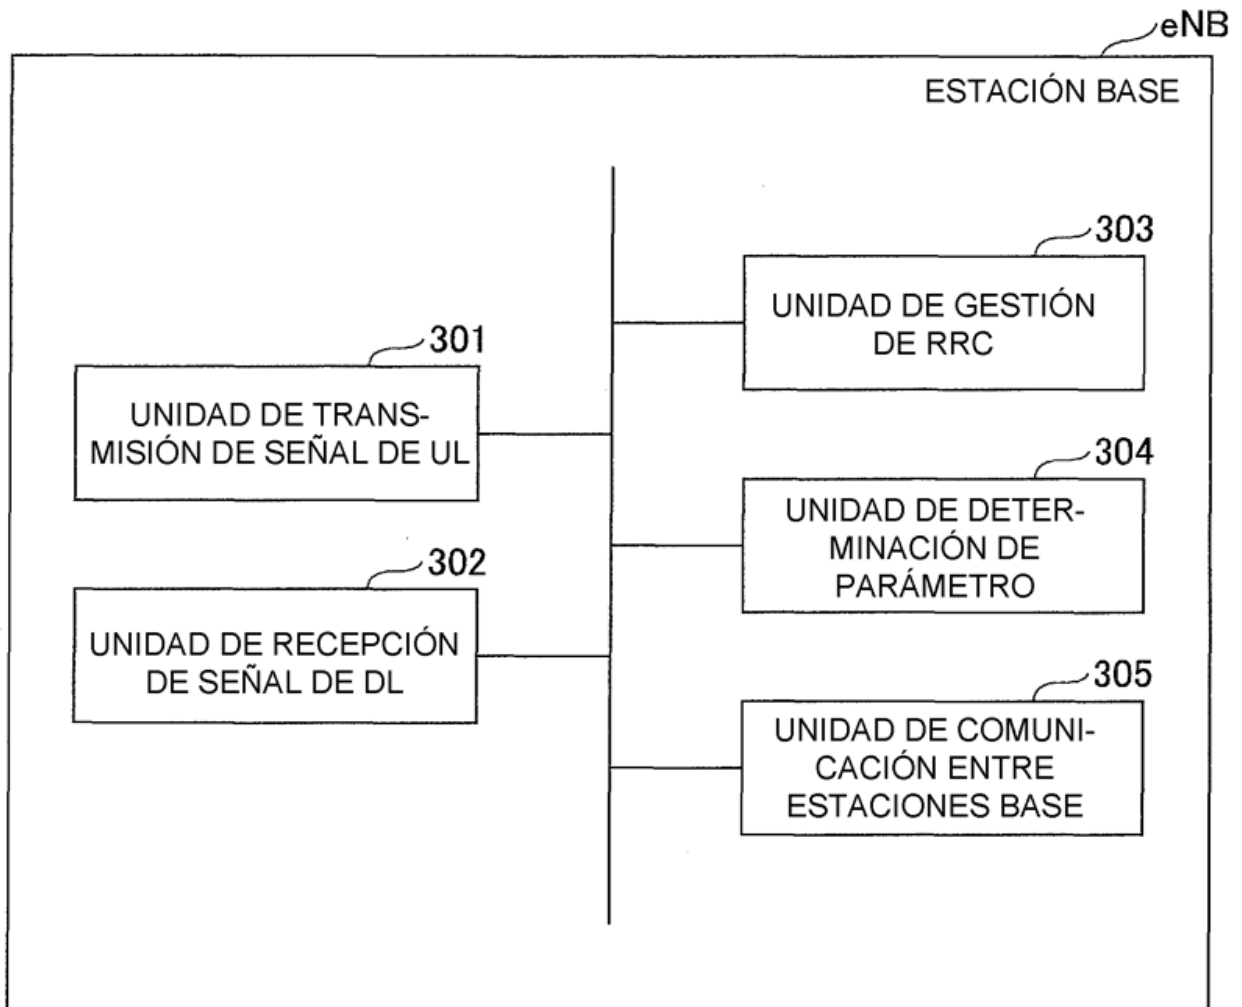 eNB
ESTACIÓN BASE
301
UNIDAD DE TRANS-
MISIÓN DE SEÑAL DE UL
302
UNIDAD DE RECEPCIÓN
DE SEÑAL DE DL
303
UNIDAD DE GESTIÓN
DE RRC
304
UNIDAD DE DETER-
MINACIÓN DE
PARÁMETRO
305
UNIDAD DE COMUNI-
CACIÓN ENTRE
ESTACIONES BASE